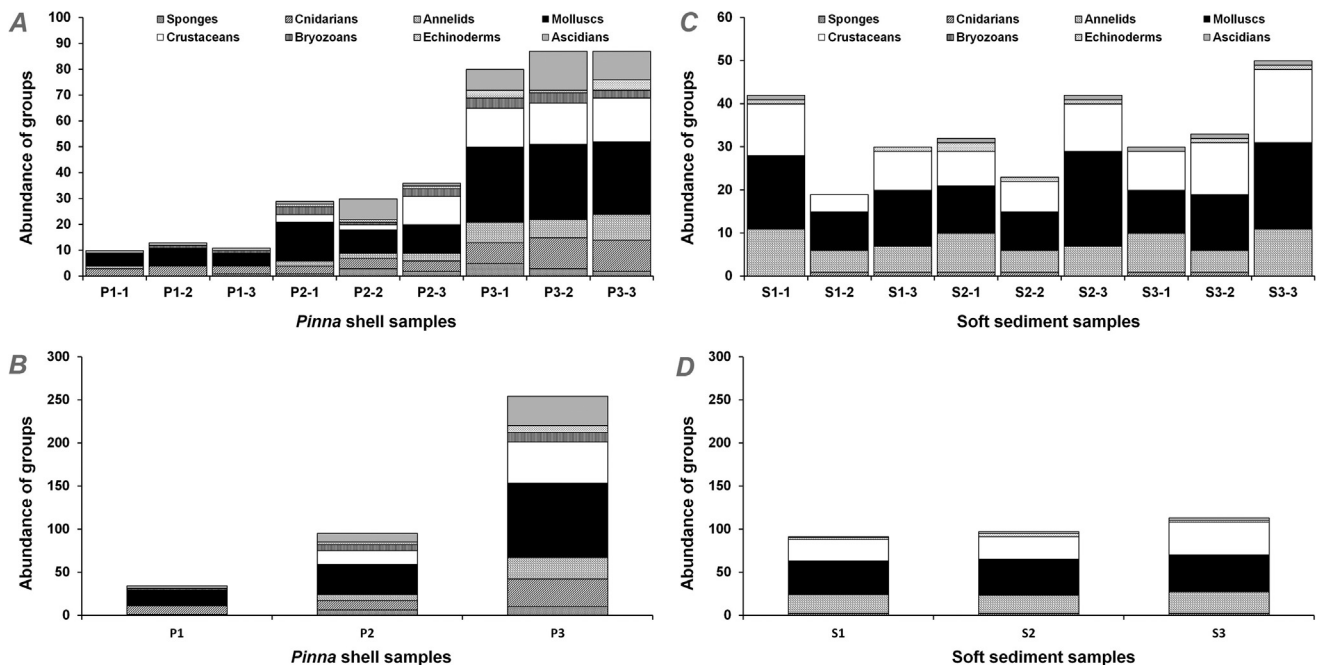 A
Sponges Cnidarians Annelids Molluscs
Crustaceans Bryozoans Echinoderms Ascidians
Abundance of groups
100
90
80
70
60
50
40
30
20
10
0
P1-1 P1-2 P1-3 P2-1 P2-2 P2-3 P3-1 P3-2 P3-3
Pinna shell samples
C
Sponges Cnidarians Annelids Molluscs
Crustaceans Bryozoans Echinoderms Ascidians
Abundance of groups
60
50
40
30
20
10
0
S1-1 S1-2 S1-3 S2-1 S2-2 S2-3 S3-1 S3-2 S3-3
Soft sediment samples
B
Abundance of groups
300
250
200
150
100
50
0
P1 P2 P3
Pinna shell samples
D
Abundance of groups
300
250
200
150
100
50
0
S1 S2 S3
Soft sediment samples